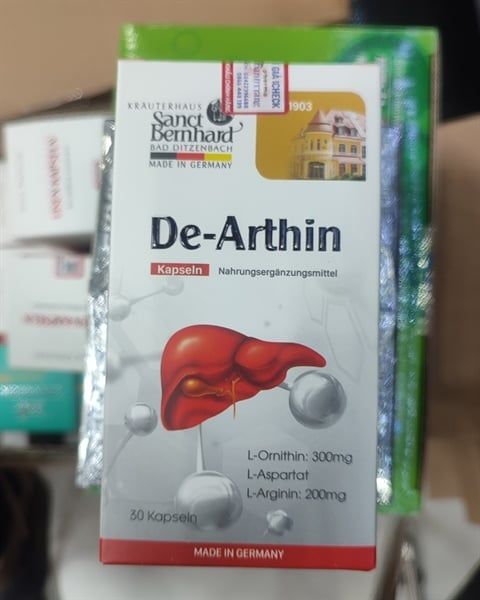 KRÄUTERHAUS
Sanct
Bernhard
BAD DITZENBACH
MADE IN GERMANY
1903
De-Arthin
Kapseln
Nahrungsergänzungsmittel
L-Ornithin: 300mg
L-Aspartat
L-Arginin: 200mg
30 Kapseln
MADE IN GERMANY